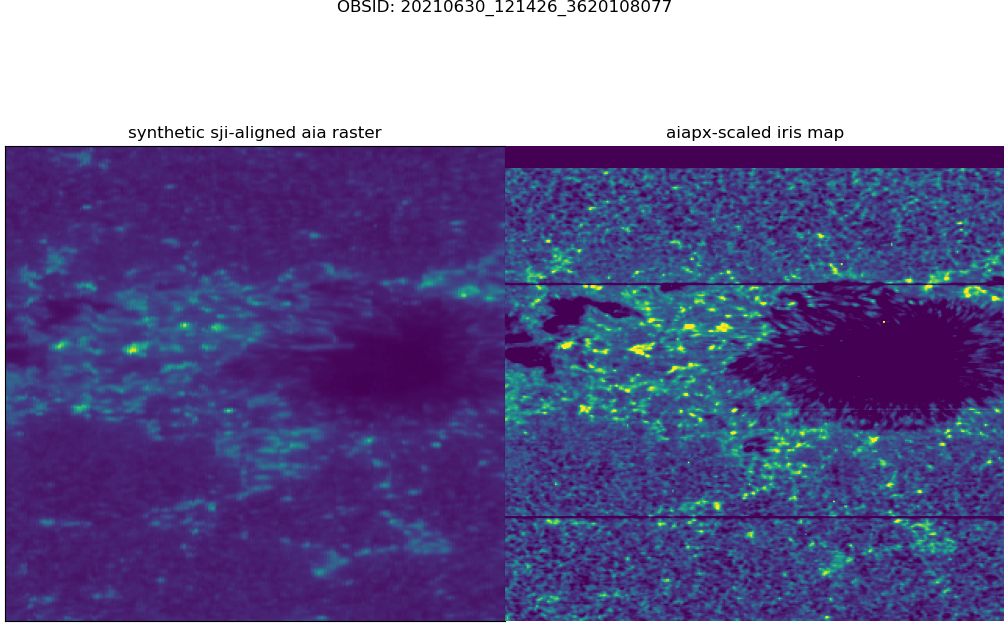 OBSID: 20210630_121426_3620108077
synthetic sji-aligned aia raster
aiapx-scaled iris map